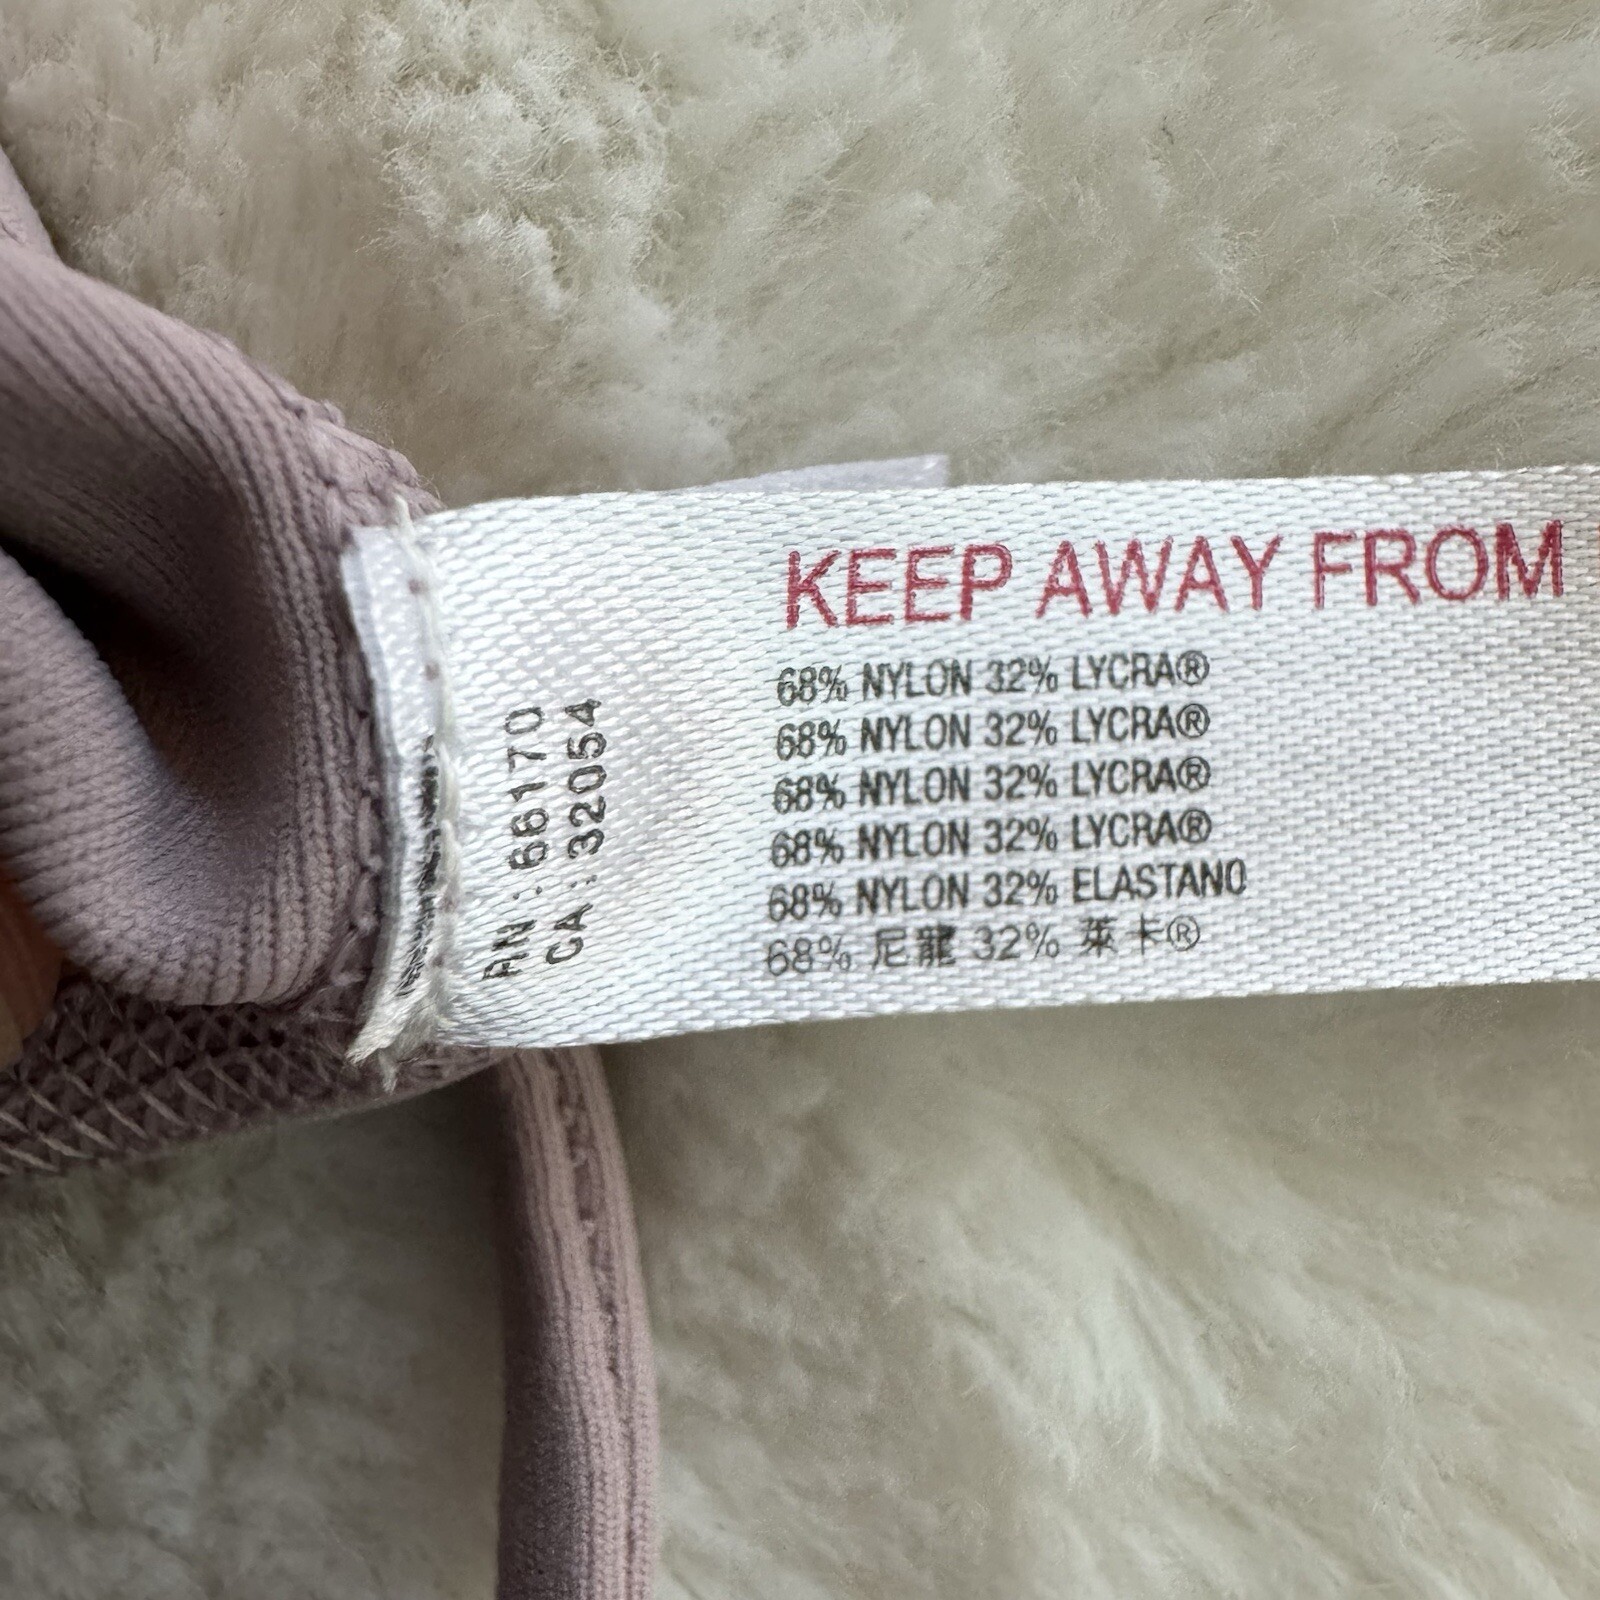 KEEP AWAY FROM
68% NYLON 32% LYCRA®
68% NYLON 32% LYCRA®
68% NYLON 32% LYCRA®
68% NYLON 32% LYCRA®
68% NYLON 32% ELASTANO
68% 尼龍 32% 萊卡®
RN: 66170
CA: 32054